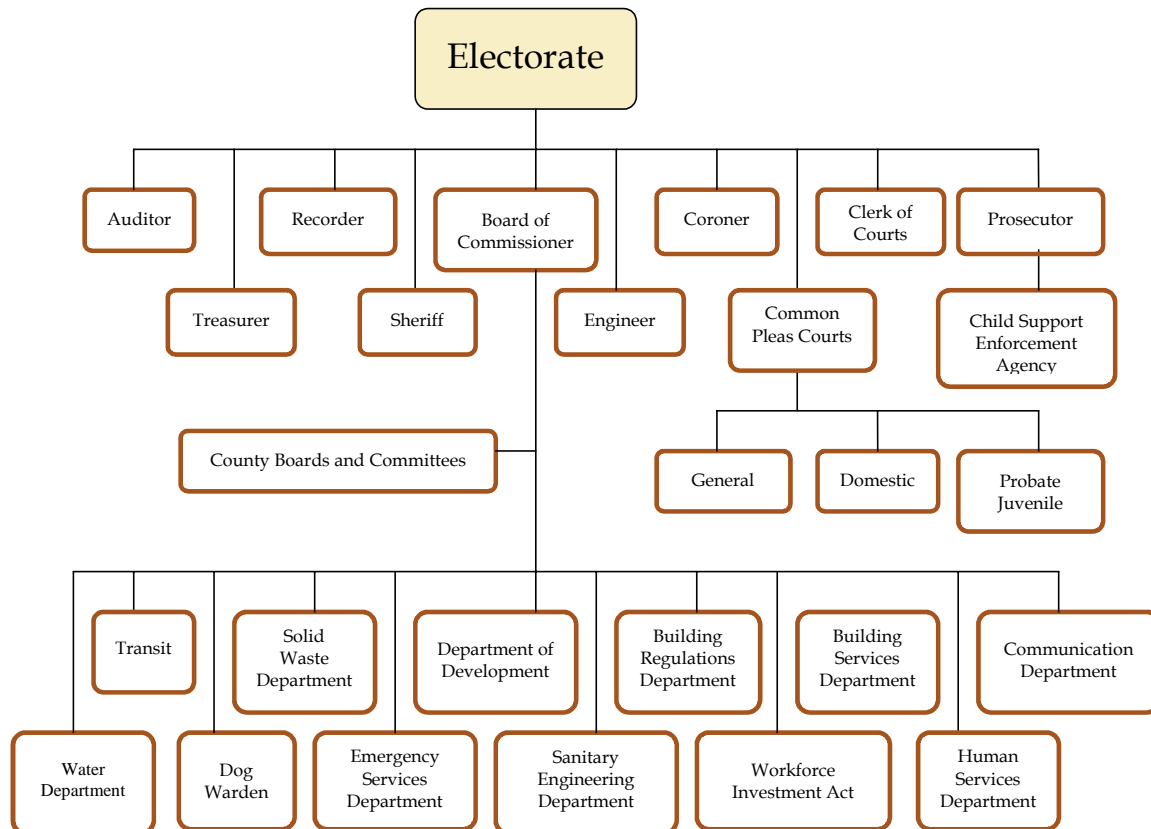 Electorate
Auditor
Recorder
Board of
Commissioner
Coroner
Clerk of
Courts
Prosecutor
Treasurer
Sheriff
Engineer
Common
Pleas Courts
Child Support
Enforcement
Agency
County Boards and Committees
General
Domestic
Probate
Juvenile
Transit
Solid
Waste
Department
Department of
Development
Building
Regulations
Department
Building
Services
Department
Communication
Department
Water
Department
Dog
Warden
Emergency
Services
Department
Sanitary
Engineering
Department
Workforce
Investment Act
Human
Services
Department